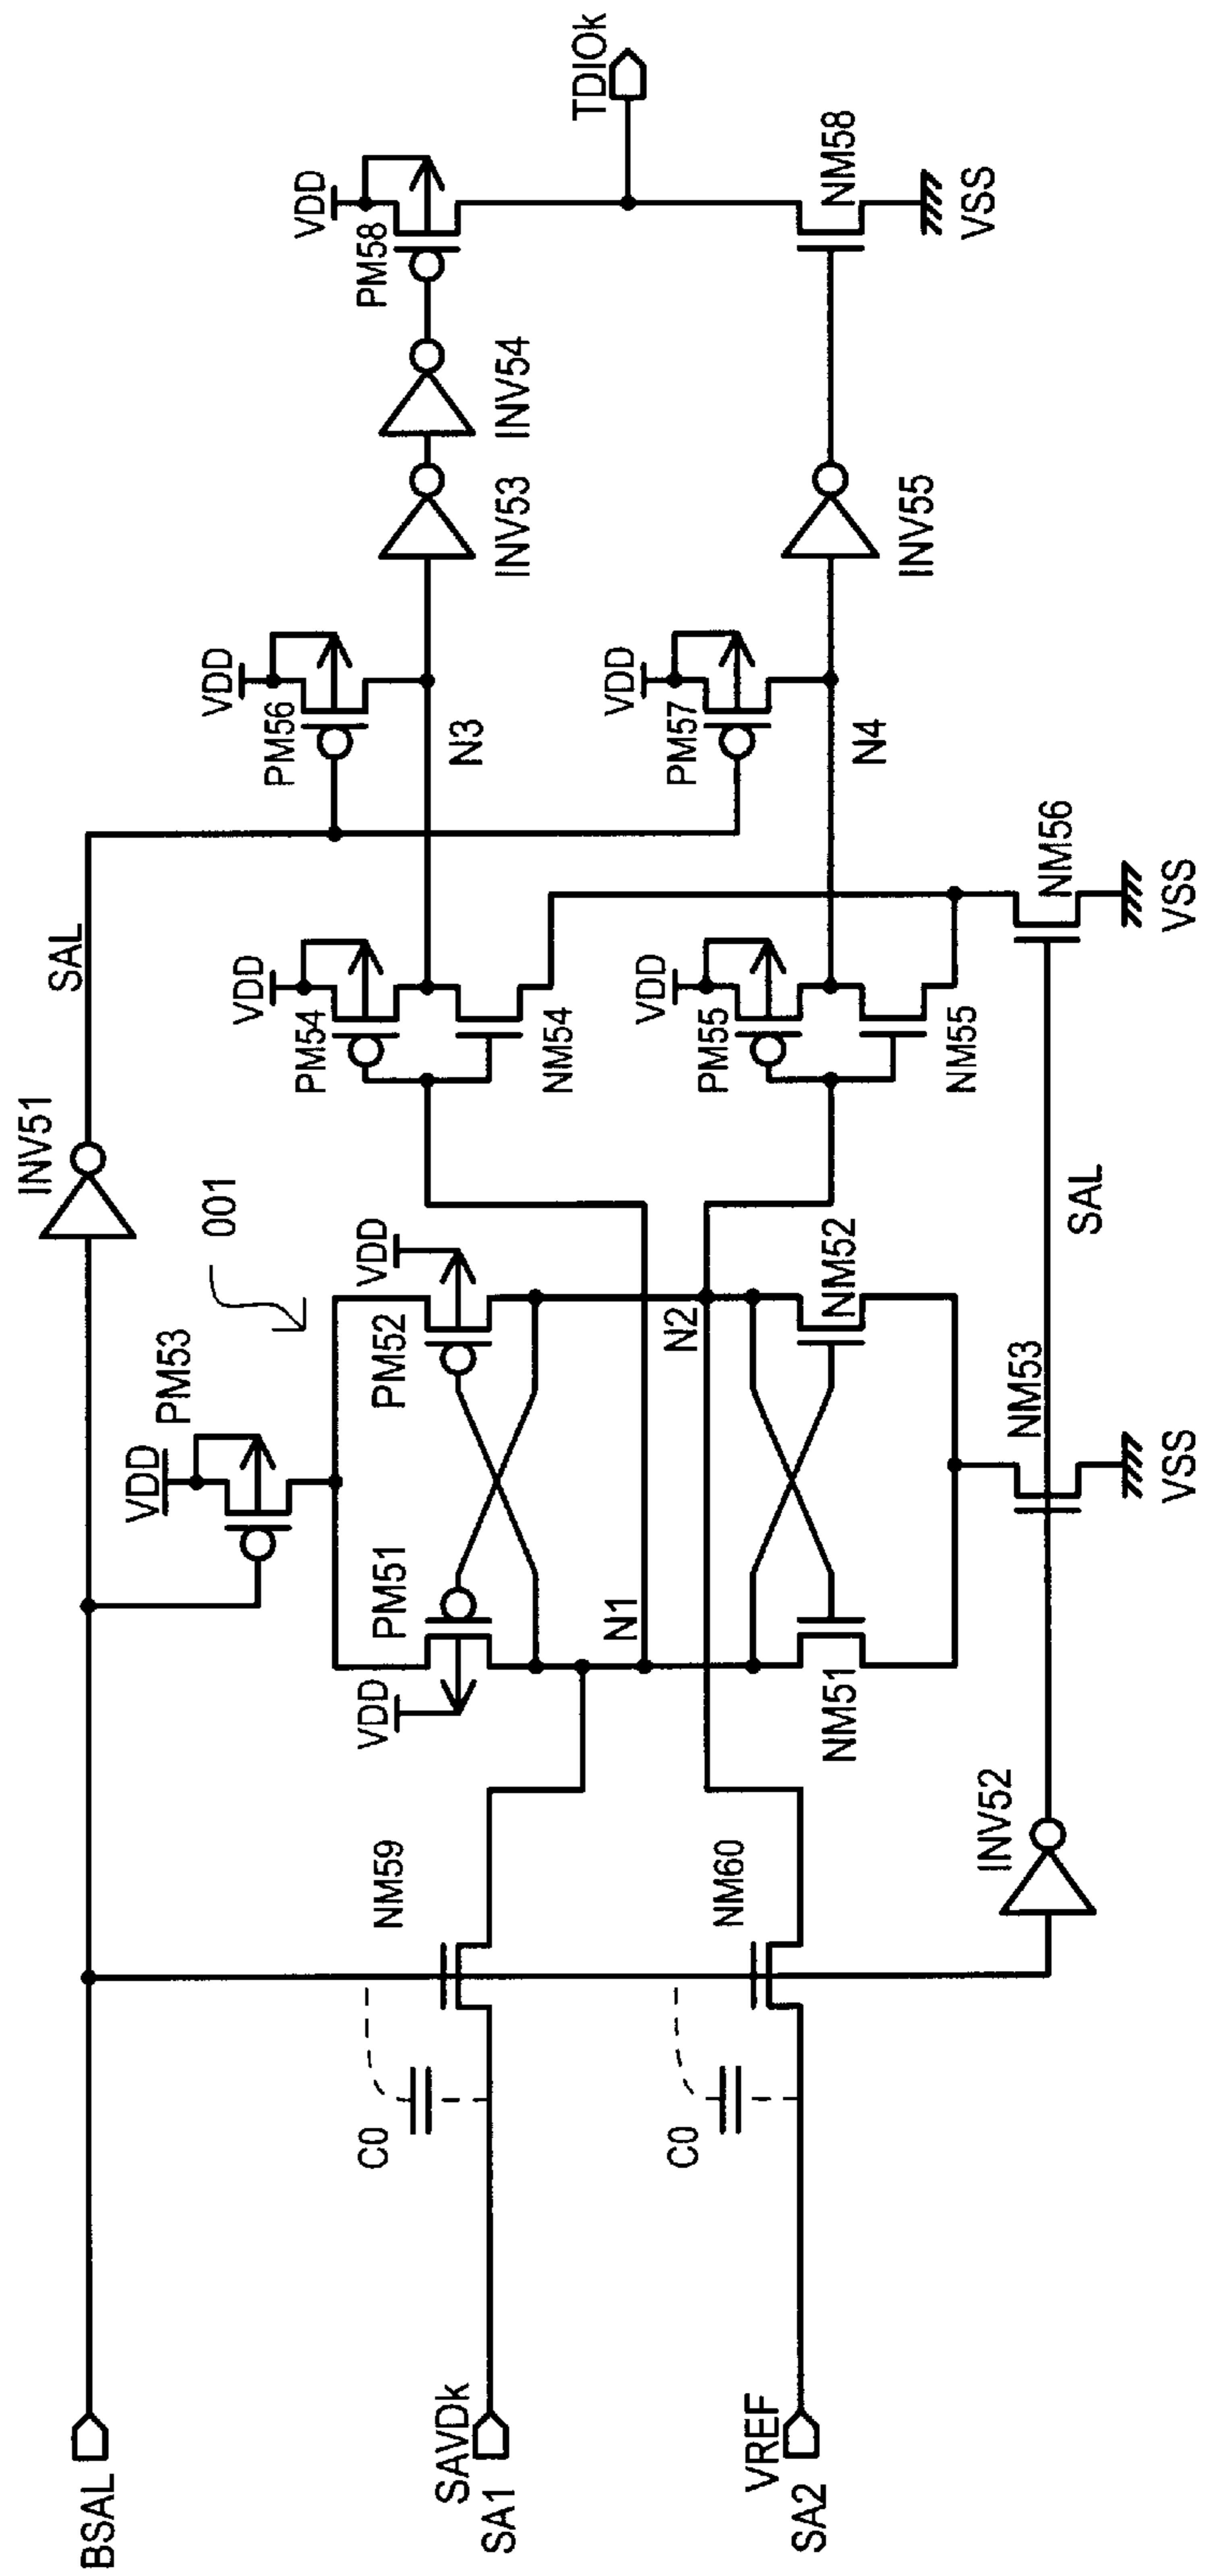 BSAL
SAVDk
SA1
VREF
SA2
C0
C0
NM59
NM60
INV52
VDD
PM53
001
VDD
PM51
PM52
VDD
N1
N2
NM51
NM52
NM53
VSS
SAL
INV51
SAL
VDD
PM54
NM54
VDD
PM55
NM55
NM56
VSS
VDD
PM56
N3
VDD
PM57
N4
INV53
INV54
INV55
VDD
PM58
TDIOk
NM58
VSS